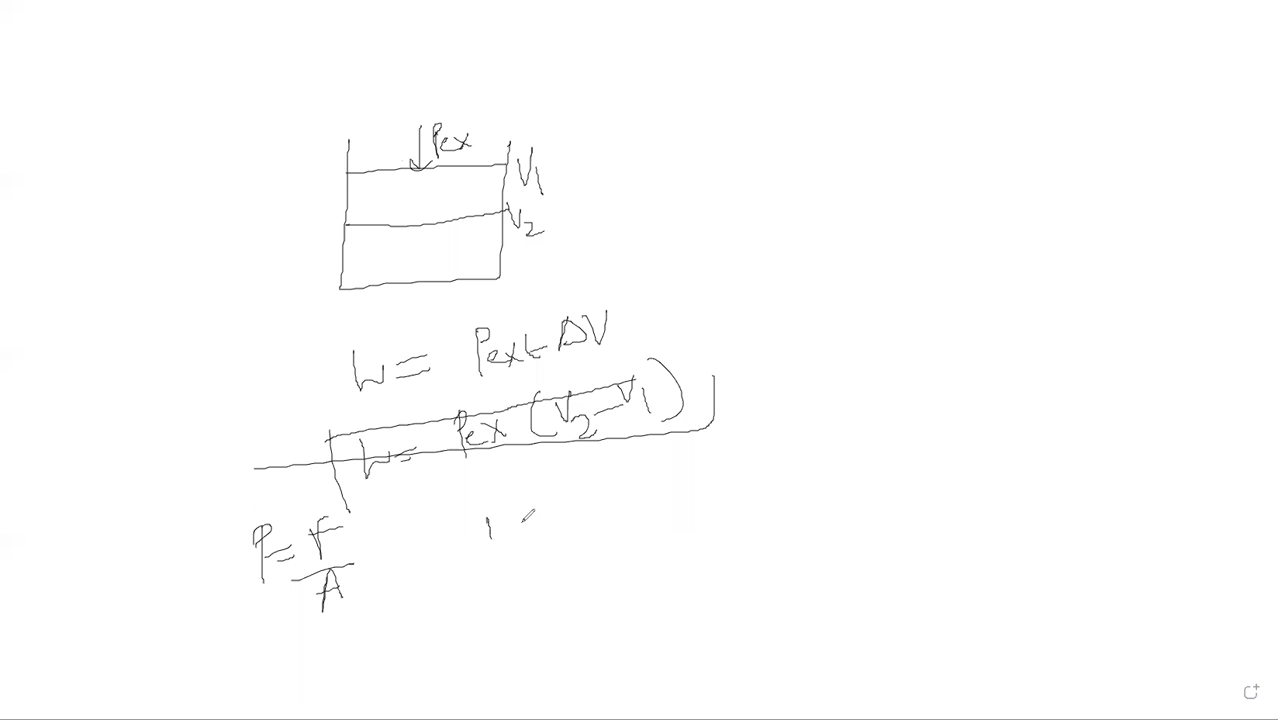 Pex
V1
V2
W = Pext ΔV
W = Pex (V2 - V1)
P = F
A